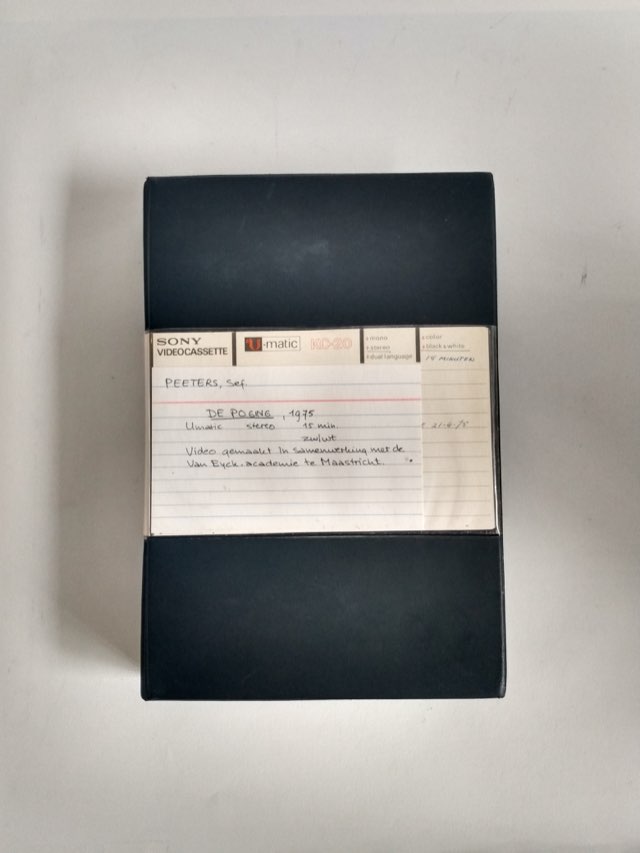 SONY
VIDEOCASSETTE
U-matic KC-20
mono
stereo
dual language
color
black & white
14 MINUTEN
PEETERS, Sef.
DE POGNE, 1975
Umatic stereo 15 min.
zw/wt
Video gemaakt in samenwerking met de
Van Eyck-academie te Maastricht.